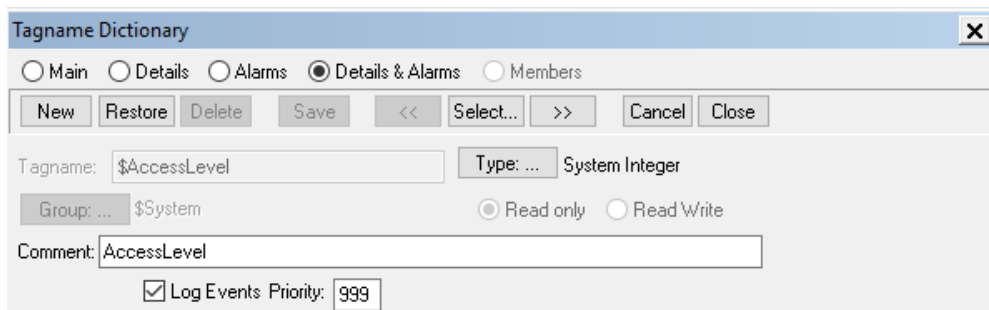 Tagname Dictionary
Main Details Alarms Details & Alarms Members
New Restore Delete Save << Select... >> Cancel Close
Tagname: $AccessLevel Type: ... System Integer
Group: ... $System Read only Read Write
Comment: AccessLevel
Log Events Priority: 999